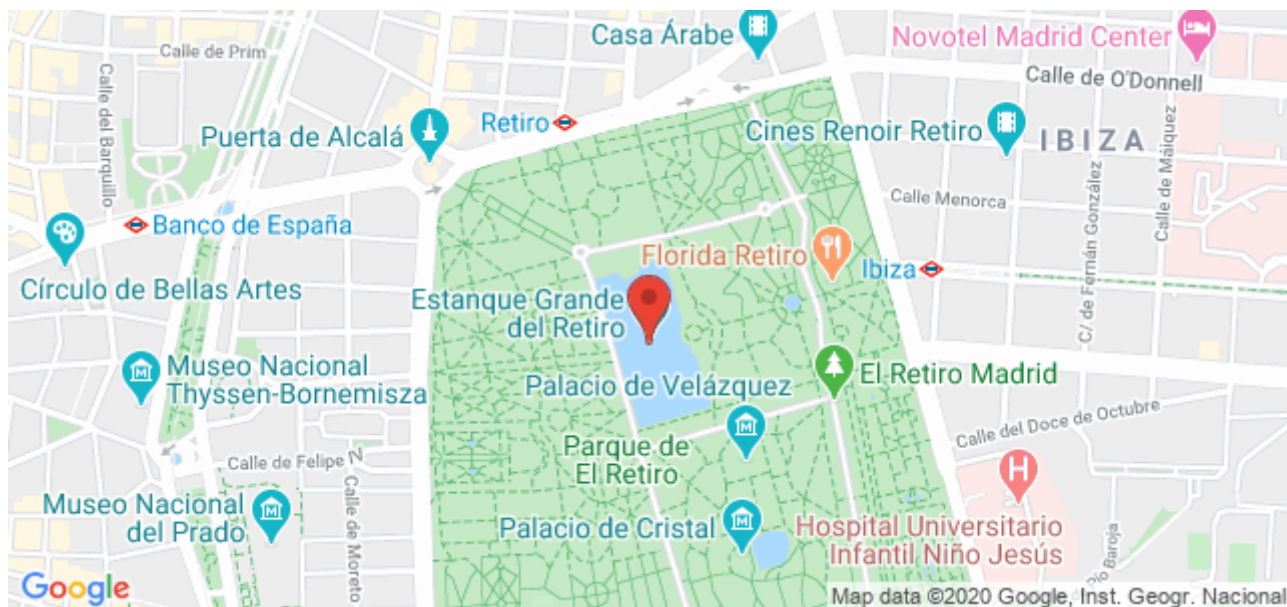 Casa Árabe
Novotel Madrid Center
Calle de Prim
Calle de O'Donnell
Calle del Barquillo
Puerta de Alcalá
Retiro
Cines Renoir Retiro
IBIZA
Calle de Máiquez
C/ de Fernán González
Calle Menorca
Banco de España
Florida Retiro
Ibiza
Círculo de Bellas Artes
Estanque Grande
del Retiro
Museo Nacional
Thyssen-Bornemisza
Palacio de Velázquez
El Retiro Madrid
Calle del Doce de Octubre
Parque de
El Retiro
Calle de Felipe
Calle de Moreto
H
Museo Nacional
del Prado
Palacio de Cristal
Hospital Universitario
Infantil Niño Jesús
Pío Baroja
Google
Map data ©2020 Google, Inst. Geogr. Nacional